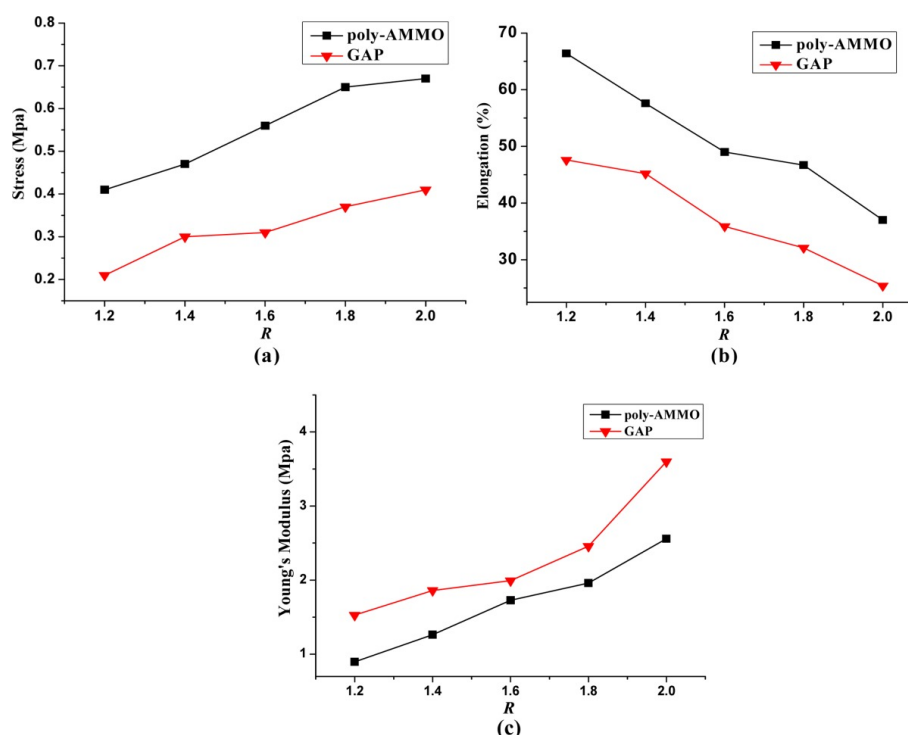 0.8
0.7
0.6
0.5
0.4
0.3
0.2
Stress (Mpa)
poly-AMMO
GAP
1.2 1.4 1.6 1.8 2.0
R
(a)
70
60
50
40
30
Elongation (%)
poly-AMMO
GAP
1.2 1.4 1.6 1.8 2.0
R
(b)
4
3
2
1
Young's Modulus (Mpa)
poly-AMMO
GAP
1.2 1.4 1.6 1.8 2.0
R
(c)